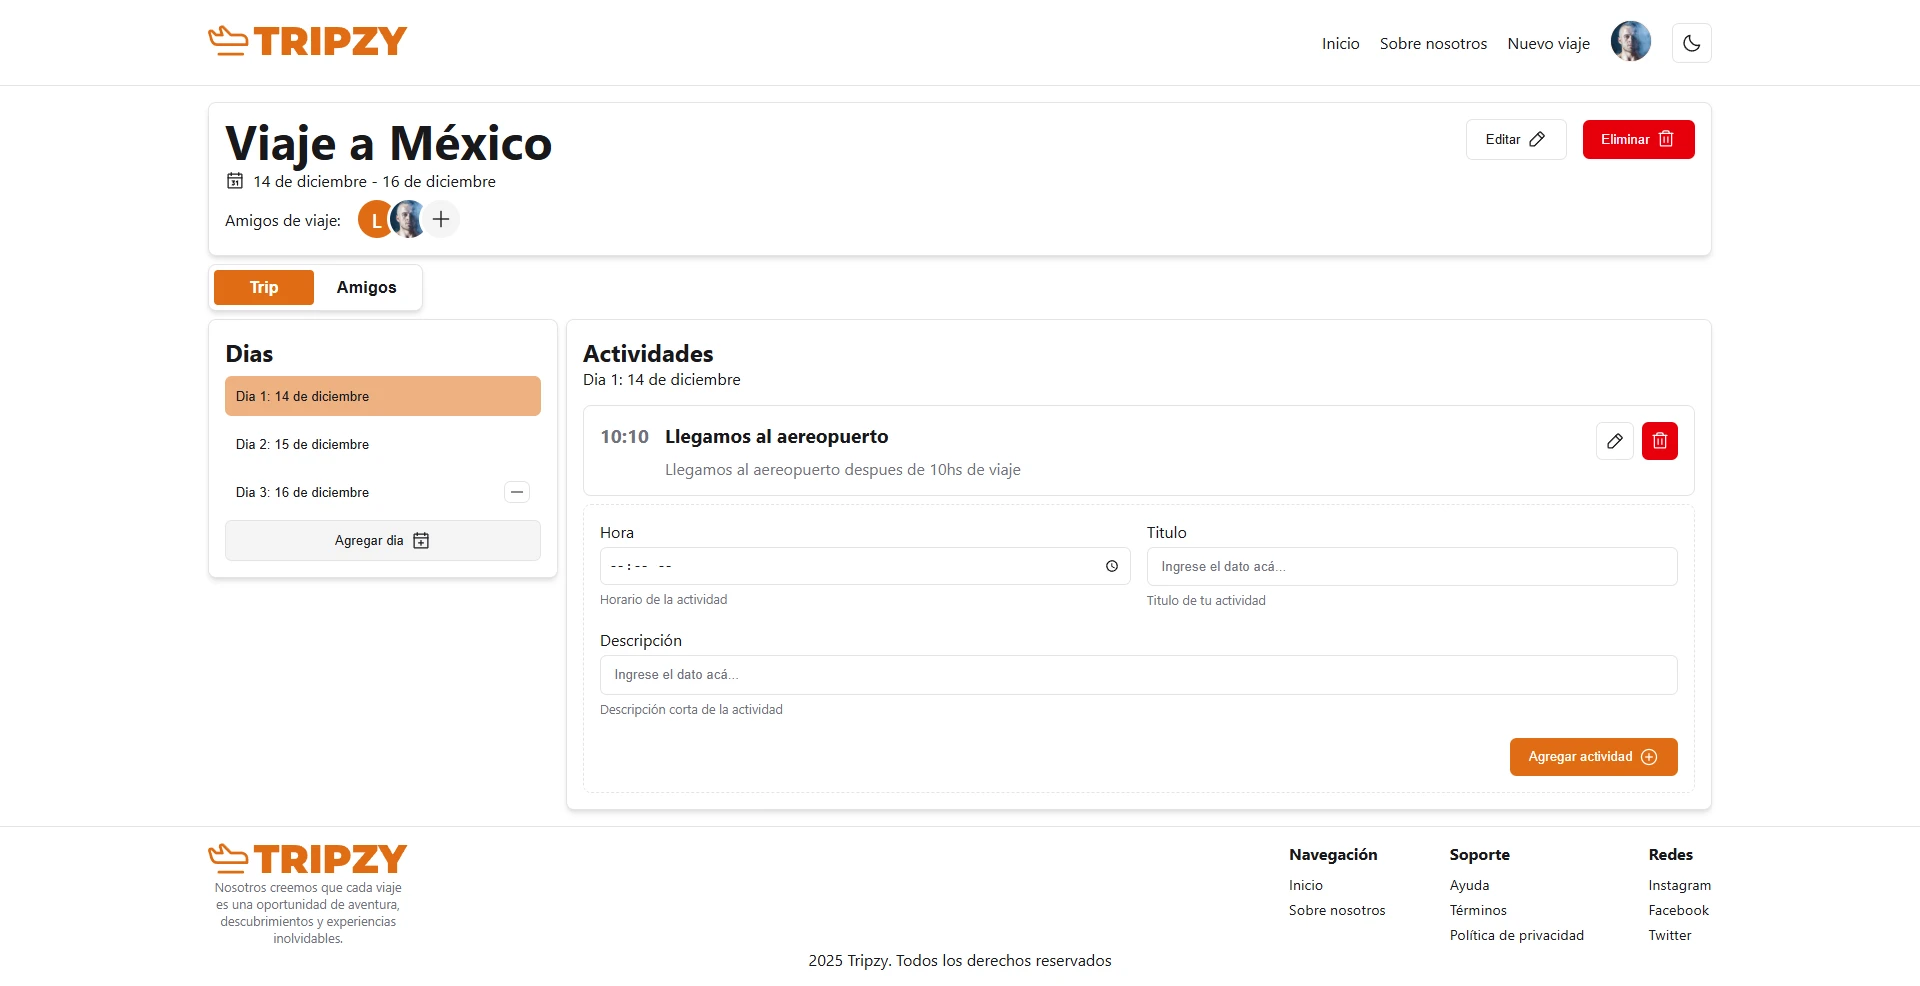 TRIPZY
Inicio
Sobre nosotros
Nuevo viaje
Viaje a México
Editar
Eliminar
14 de diciembre - 16 de diciembre
Amigos de viaje:
L
Trip
Amigos
Dias
Dia 1: 14 de diciembre
Dia 2: 15 de diciembre
Dia 3: 16 de diciembre
Agregar dia
Actividades
Dia 1: 14 de diciembre
10:10
Llegamos al aereopuerto
Llegamos al aereopuerto despues de 10hs de viaje
Hora
--:-- --
Horario de la actividad
Titulo
Ingrese el dato acá...
Titulo de tu actividad
Descripción
Ingrese el dato acá...
Descripción corta de la actividad
Agregar actividad
TRIPZY
Nosotros creemos que cada viaje
es una oportunidad de aventura,
descubrimientos y experiencias
inolvidables.
Navegación
Inicio
Sobre nosotros
Soporte
Ayuda
Términos
Política de privacidad
Redes
Instagram
Facebook
Twitter
2025 Tripzy. Todos los derechos reservados